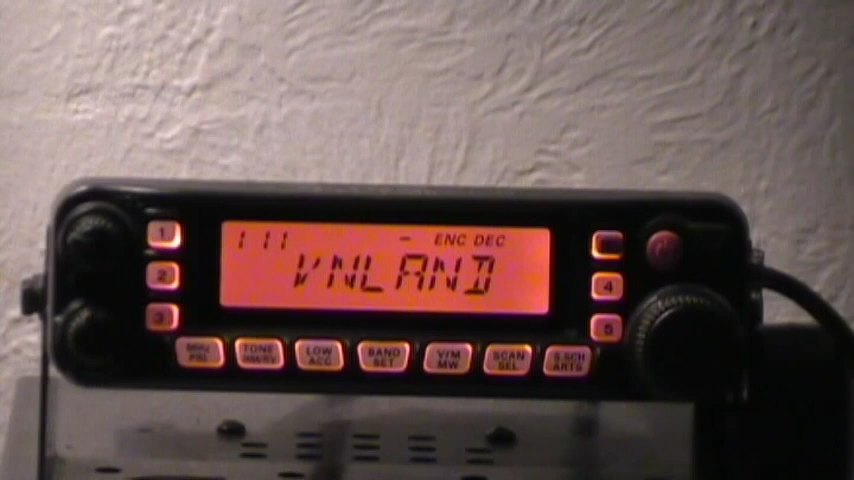 111 - ENC DEC
VNLAND
1
2
3
4
5
MHz PRI
TONE
LOW ACC
BAND SET
V/M MW
SCAN SEL
S.SCH ARTS